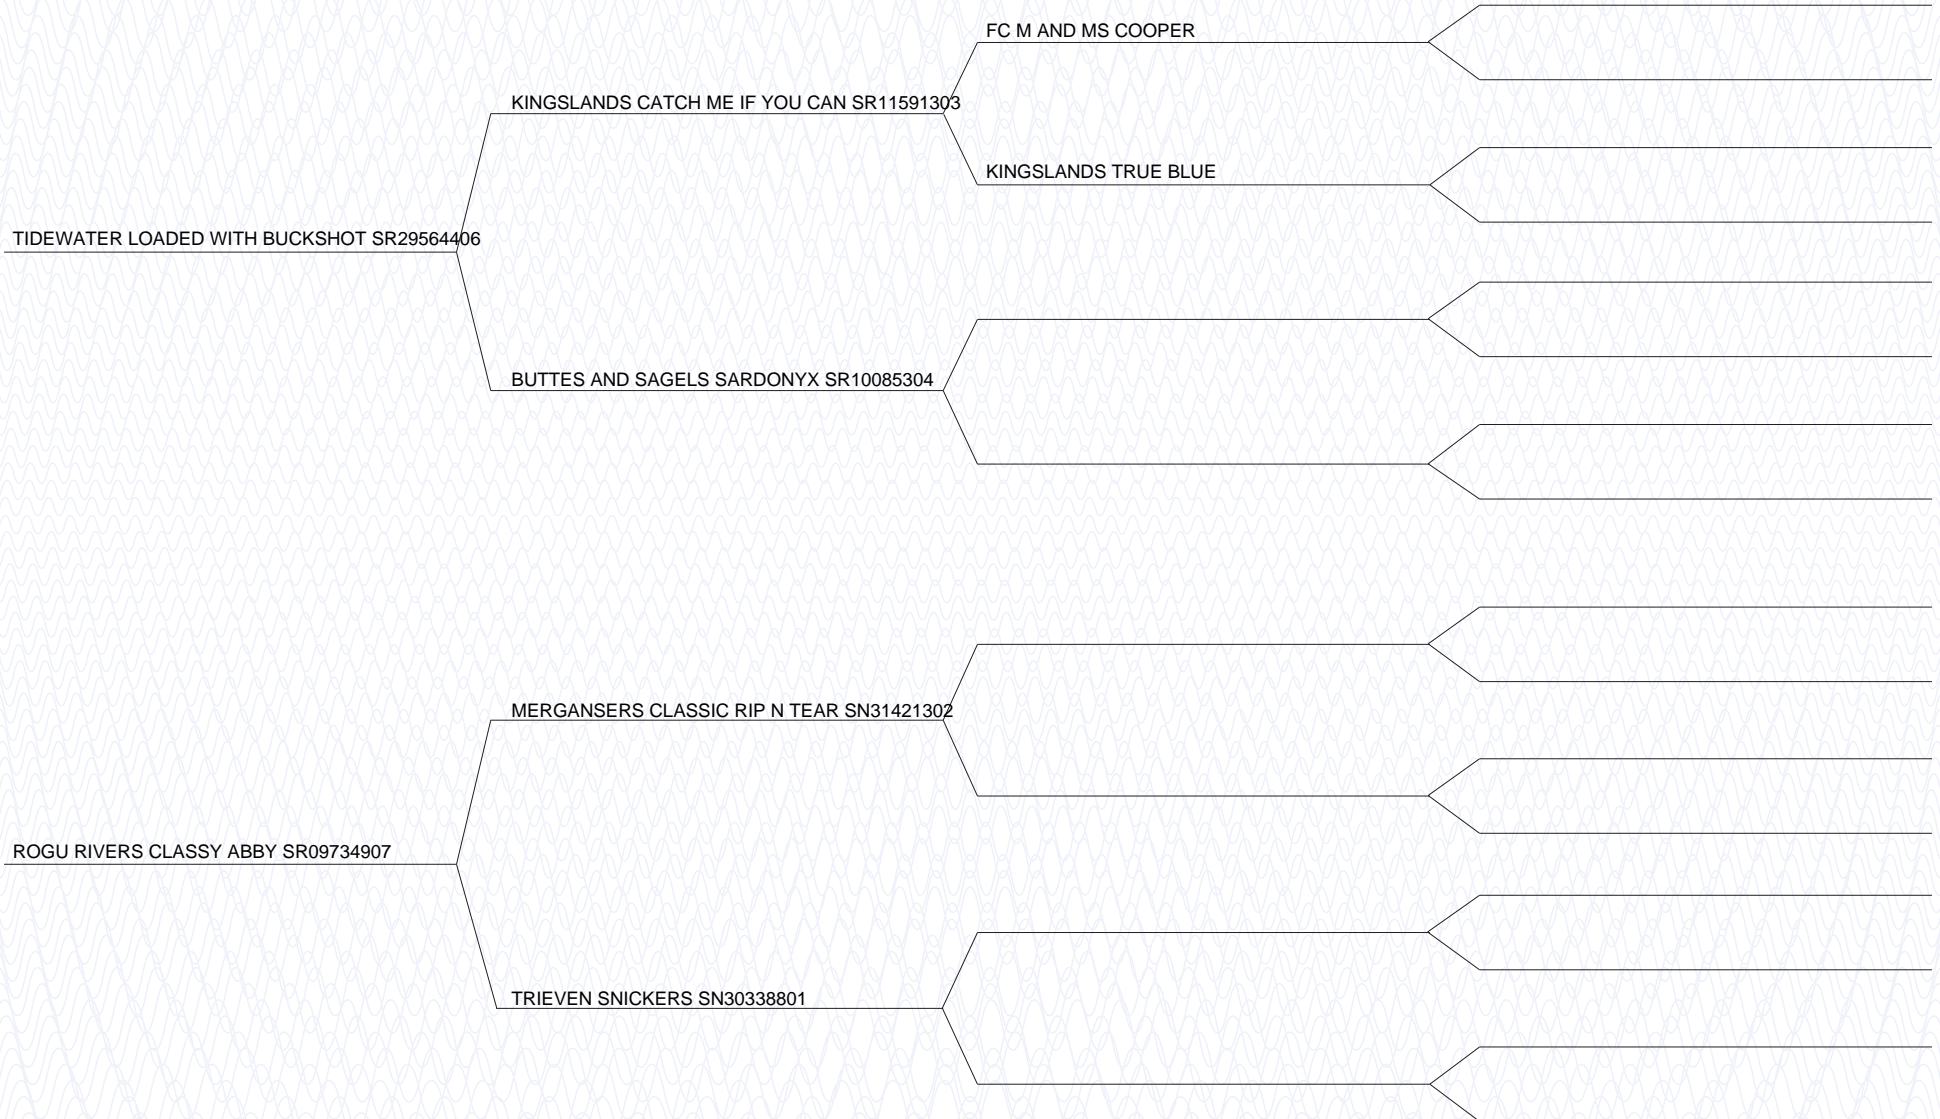 FC M AND MS COOPER
KINGSLANDS CATCH ME IF YOU CAN SR11591303
KINGSLANDS TRUE BLUE
TIDEWATER LOADED WITH BUCKSHOT SR29564406
BUTTES AND SAGELS SARDONYX SR10085304
MERGANSERS CLASSIC RIP N TEAR SN31421302
ROGU RIVERS CLASSY ABBY SR09734907
TRIEVEN SNICKERS SN30338801